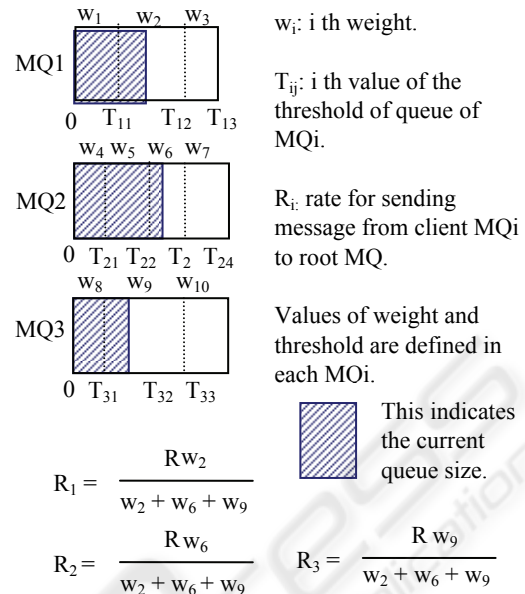 w1 w2 w3
MQ1
0 T11 T12 T13
w4 w5 w6 w7
MQ2
0 T21 T22 T2 T24
w8 w9 w10
MQ3
0 T31 T32 T33
wi: i th weight.
Tij: i th value of the
threshold of queue of
MQi.
Ri: rate for sending
message from client MQi
to root MQ.
Values of weight and
threshold are defined in
each MQi.
This indicates
the current
queue size.
R1 = Rw2 / w2 + w6 + w9
R2 = Rw6 / w2 + w6 + w9
R3 = R w9 / w2 + w6 + w9